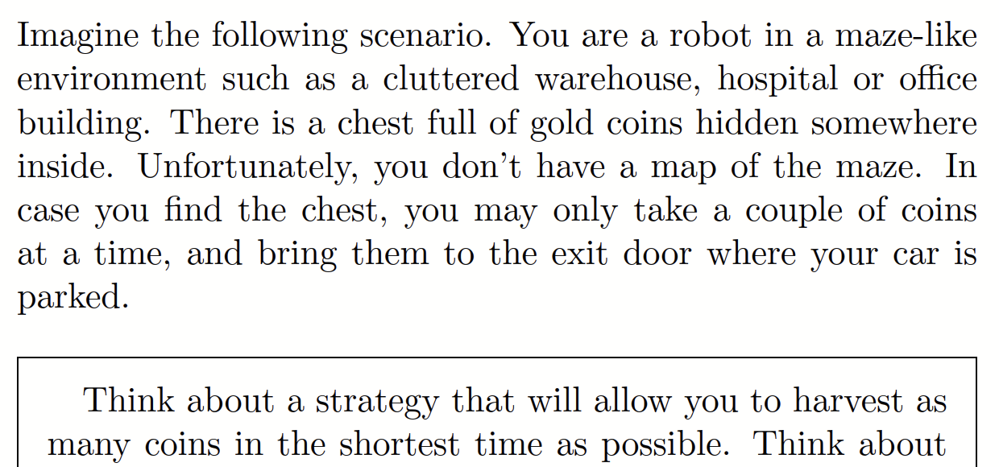 Imagine the following scenario. You are a robot in a maze-like
environment such as a cluttered warehouse, hospital or office
building. There is a chest full of gold coins hidden somewhere
inside. Unfortunately, you don’t have a map of the maze. In
case you find the chest, you may only take a couple of coins
at a time, and bring them to the exit door where your car is
parked.
Think about a strategy that will allow you to harvest as
many coins in the shortest time as possible. Think about